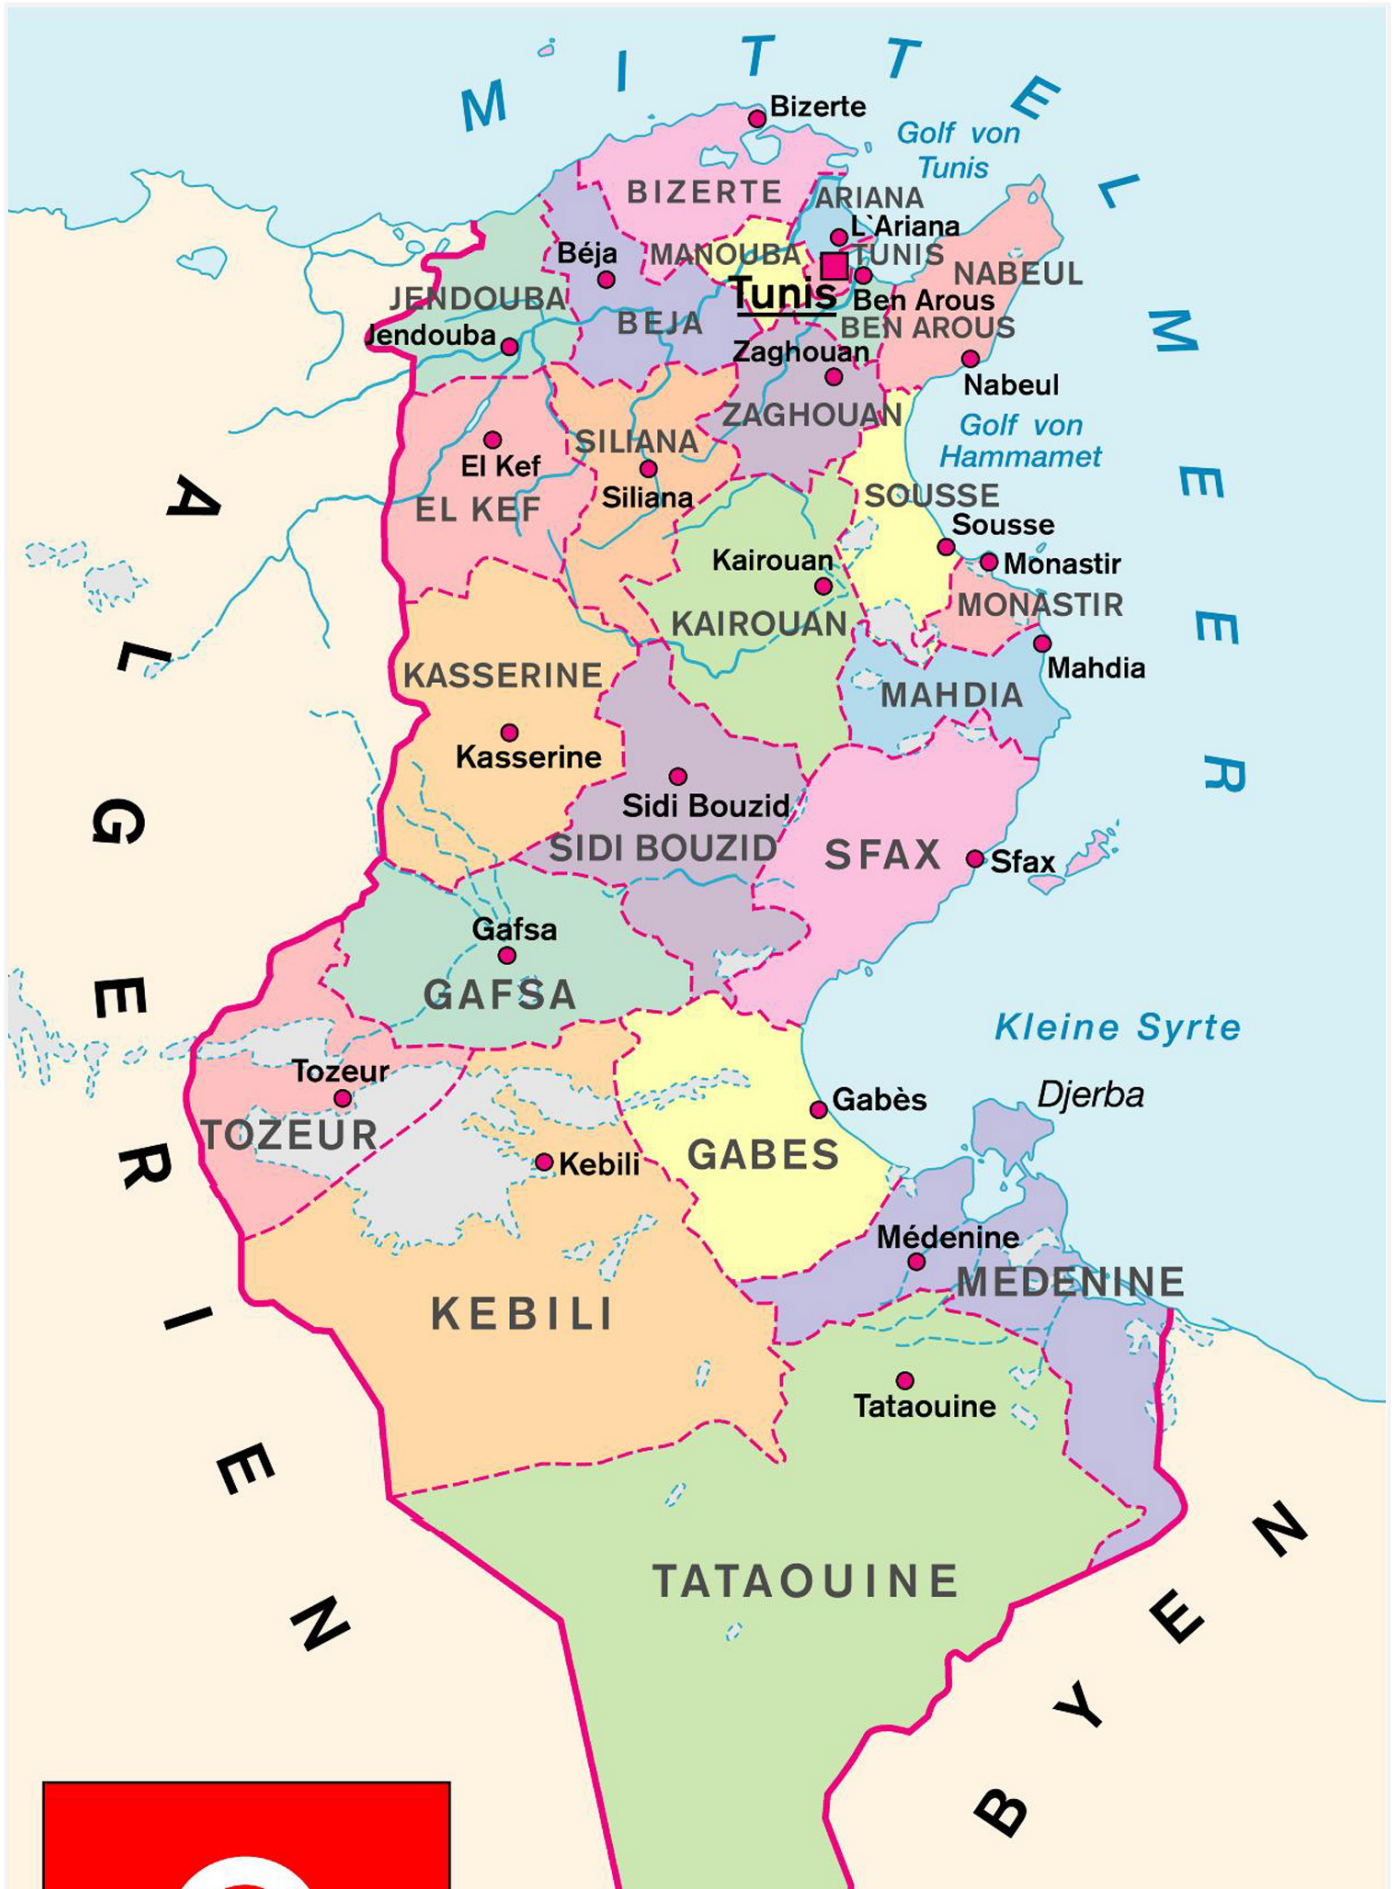 MITTELMEER
Bizerte
Golf von
Tunis
BIZERTE
ARIANA
L`Ariana
MANOUBA
TUNIS
Béja
NABEUL
Tunis
Ben Arous
JENDOUBA
BEJA
BEN AROUS
Jendouba
Zaghouan
Nabeul
ZAGHOUAN
Golf von
Hammamet
SILIANA
El Kef
Siliana
EL KEF
SOUSSE
Sousse
Kairouan
Monastir
MONASTIR
KAIROUAN
Mahdia
KASSERINE
MAHDIA
Kasserine
Sidi Bouzid
SIDI BOUZID
SFAX
Sfax
Gafsa
GAFSA
Kleine Syrte
Tozeur
Djerba
Gabès
TOZEUR
GABES
Kebili
Médenine
MEDENINE
KEBILI
Tataouine
TATAOUINE
ALGERIEN
BYEN